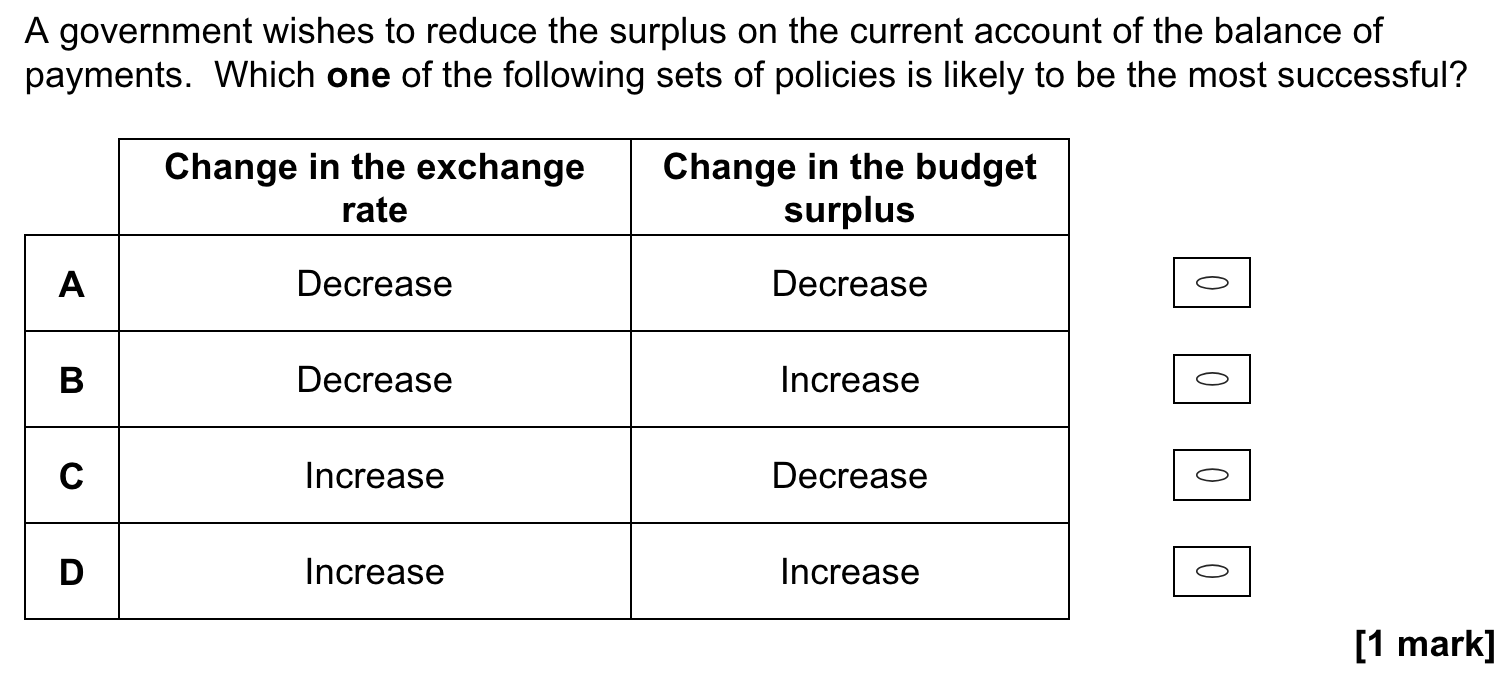 A government wishes to reduce the surplus on the current account of the balance of
payments. Which one of the following sets of policies is likely to be the most successful?
Change in the exchange
rate
Change in the budget
surplus
A Decrease Decrease
B Decrease Increase
C Increase Decrease
D Increase Increase
[1 mark]